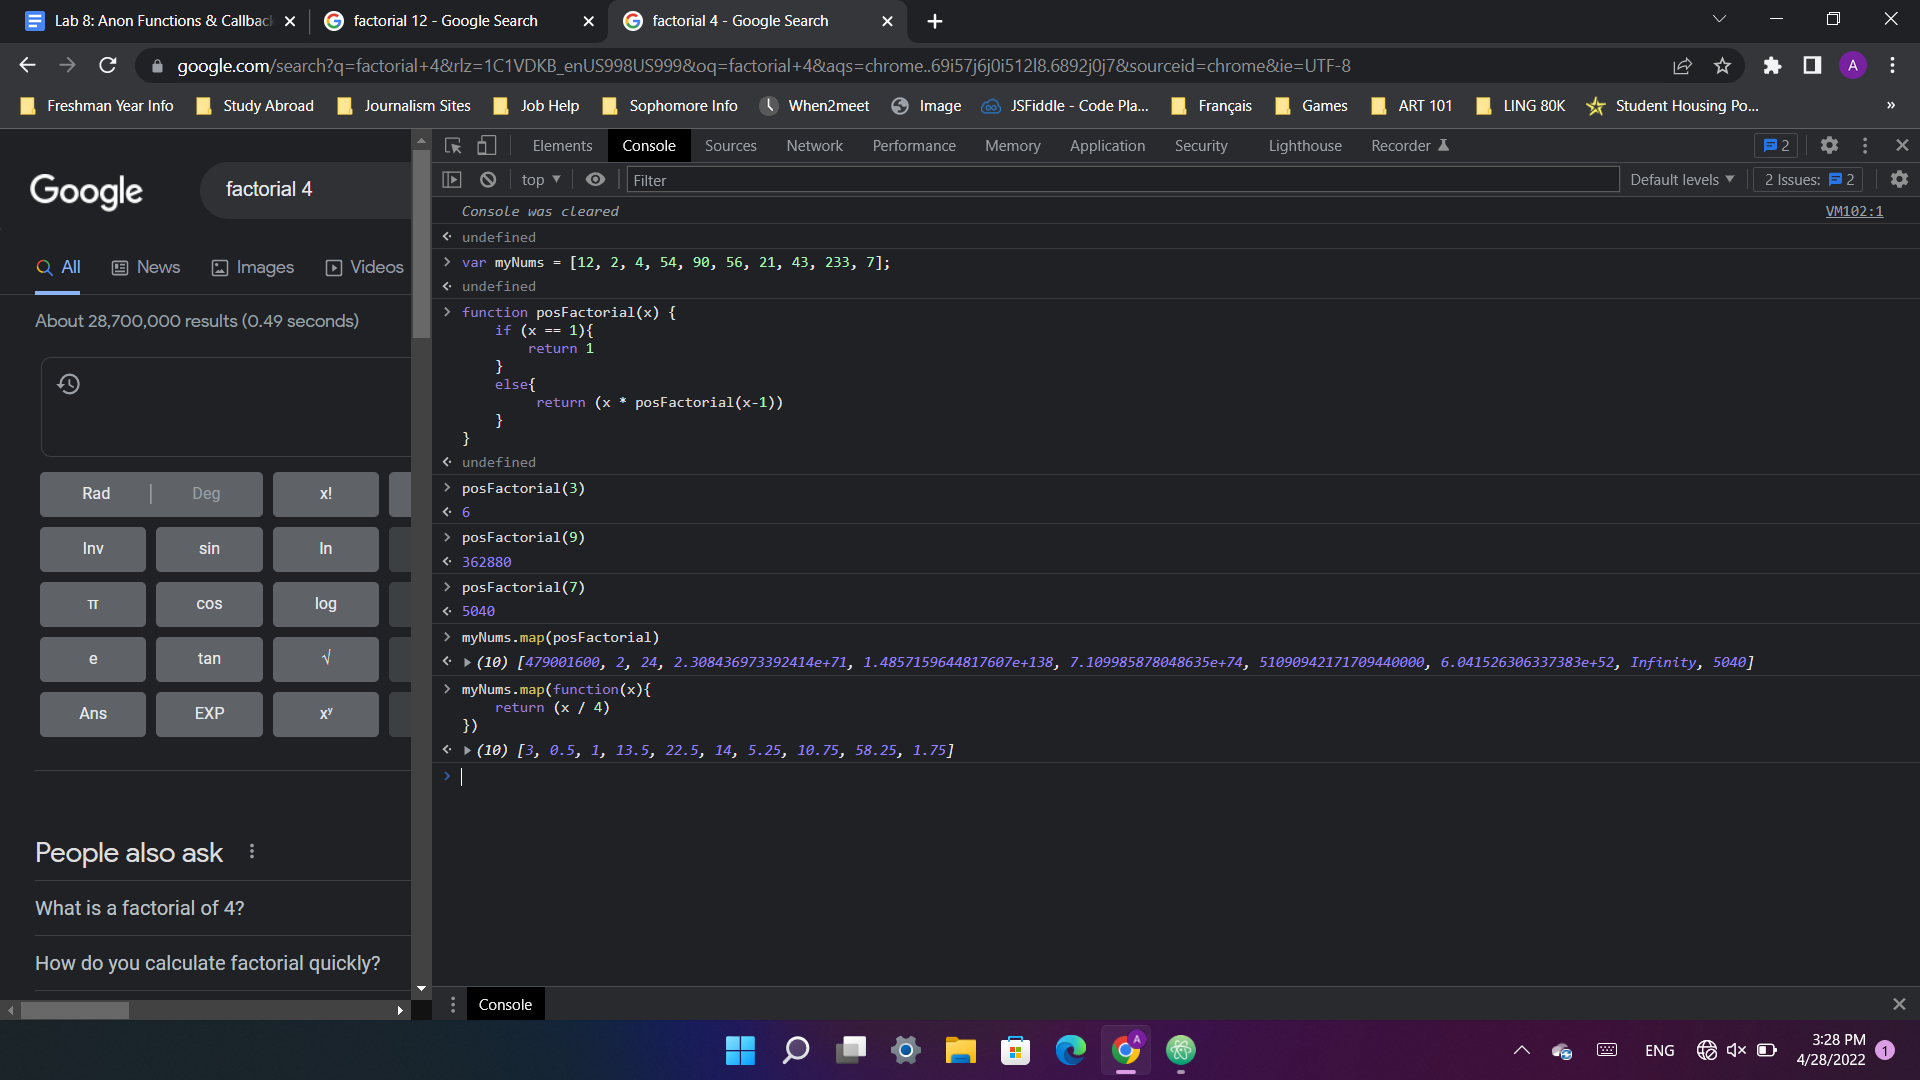 Lab 8: Anon Functions & Callbac
factorial 12 - Google Search
factorial 4 - Google Search
google.com/search?q=factorial+4&rlz=1C1VDKB_enUS998US999&oq=factorial+4&aqs=chrome..69i57j6j0i512l8.6892j0j7&sourceid=chrome&ie=UTF-8
A
Freshman Year Info Study Abroad Journalism Sites Job Help Sophomore Info When2meet Image JSFiddle - Code Pla... Français Games ART 101 LING 80K Student Housing Po... »
Google
factorial 4
All News Images Videos
About 28,700,000 results (0.49 seconds)
Rad | Deg x!
Inv sin ln
π cos log
e tan √
Ans EXP xʸ
People also ask
What is a factorial of 4?
How do you calculate factorial quickly?
Elements Console Sources Network Performance Memory Application Security Lighthouse Recorder 2
top Filter Default levels 2 Issues: 2
Console was cleared VM102:1
undefined
var myNums = [12, 2, 4, 54, 90, 56, 21, 43, 233, 7];
undefined
function posFactorial(x) {
if (x == 1){
return 1
}
else{
return (x * posFactorial(x-1))
}
}
undefined
posFactorial(3)
6
posFactorial(9)
362880
posFactorial(7)
5040
myNums.map(posFactorial)
(10) [479001600, 2, 24, 2.308436973392414e+71, 1.4857159644817607e+138, 7.109985878048635e+74, 51090942171709440000, 6.041526306337383e+52, Infinity, 5040]
myNums.map(function(x){
return (x / 4)
})
(10) [3, 0.5, 1, 13.5, 22.5, 14, 5.25, 10.75, 58.25, 1.75]
Console
A
ENG
3:28 PM
4/28/2022
1